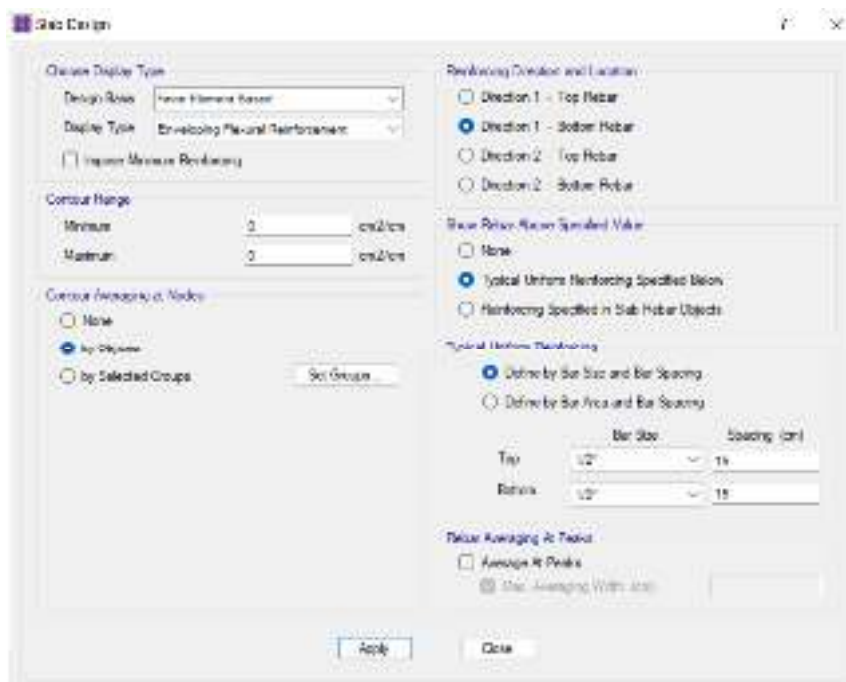 Slab Design
Choose Display Type
Design Basis Finite Element Based
Display Type Enveloping Flexural Reinforcement
Impose Minimum Reinforcing
Contour Range
Minimum 0 cm2/cm
Maximum 0 cm2/cm
Contour Averaging at Nodes
None
by Objects
by Selected Groups Set Groups...
Reinforcing Direction and Location
Direction 1 - Top Rebar
Direction 1 - Bottom Rebar
Direction 2 - Top Rebar
Direction 2 - Bottom Rebar
Show Rebar Above Specified Value
None
Typical Uniform Reinforcing Specified Below
Reinforcing Specified in Slab Rebar Objects
Typical Uniform Reinforcing
Define by Bar Size and Bar Spacing
Define by Bar Area and Bar Spacing
Bar Size Spacing (cm)
Top 1/2" 15
Bottom 1/2" 15
Rebar Averaging At Peaks
Average At Peaks
Averaging Width
Apply Close